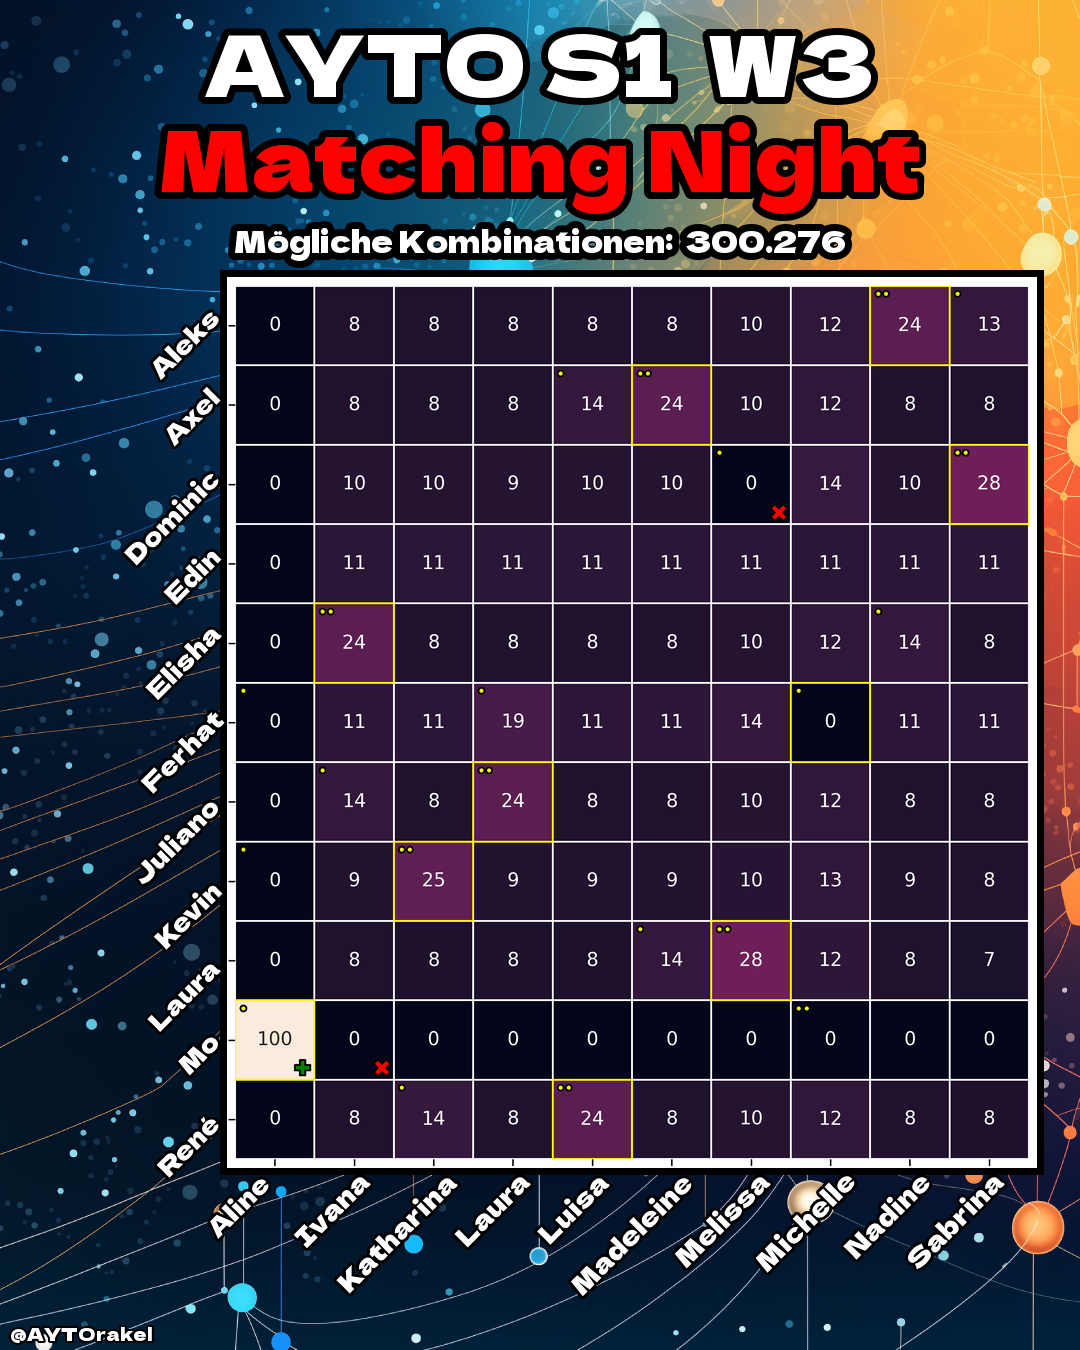 AYTO S1 W3
Matching Night
Mögliche Kombinationen: 300.276
Aleks 0 8 8 8 8 8 10 12 24 13
Axel 0 8 8 8 14 24 10 12 8 8
Dominic 0 10 10 9 10 10 0 14 10 28
Edin 0 11 11 11 11 11 11 11 11 11
Elisha 0 24 8 8 8 8 10 12 14 8
Ferhat 0 11 11 19 11 11 14 0 11 11
Juliano 0 14 8 24 8 8 10 12 8 8
Kevin 0 9 25 9 9 9 10 13 9 8
Laura 0 8 8 8 8 14 28 12 8 7
Mo 100 0 0 0 0 0 0 0 0 0
René 0 8 14 8 24 8 10 12 8 8
Aline Ivana Katharina Laura Luisa Madeleine Melissa Michelle Nadine Sabrina
@AYTOrakel